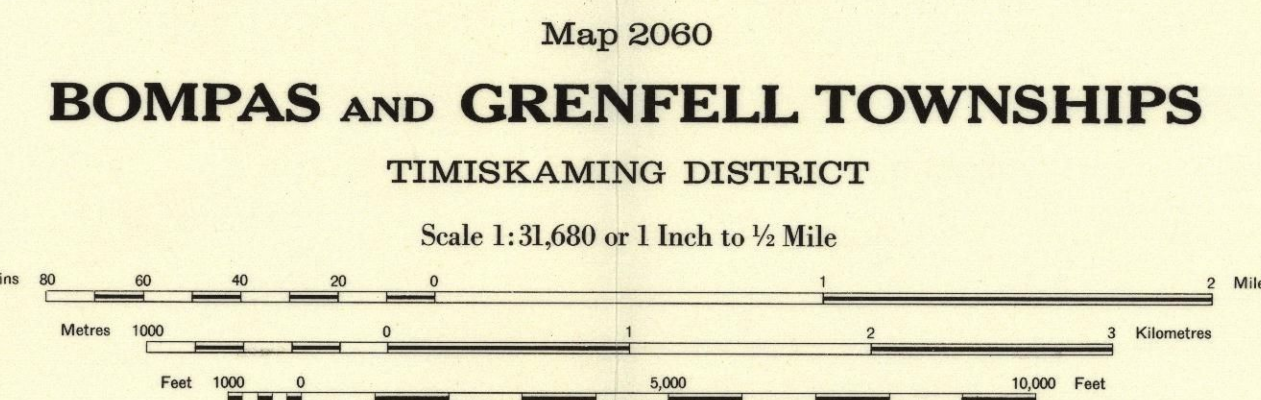 Map 2060
BOMPAS AND GRENFELL TOWNSHIPS
TIMISKAMING DISTRICT
Scale 1:31,680 or 1 Inch to ½ Mile
80 60 40 20 0 1 2
Metres 1000 0 1 2 3 Kilometres
Feet 1000 0 5,000 10,000 Feet